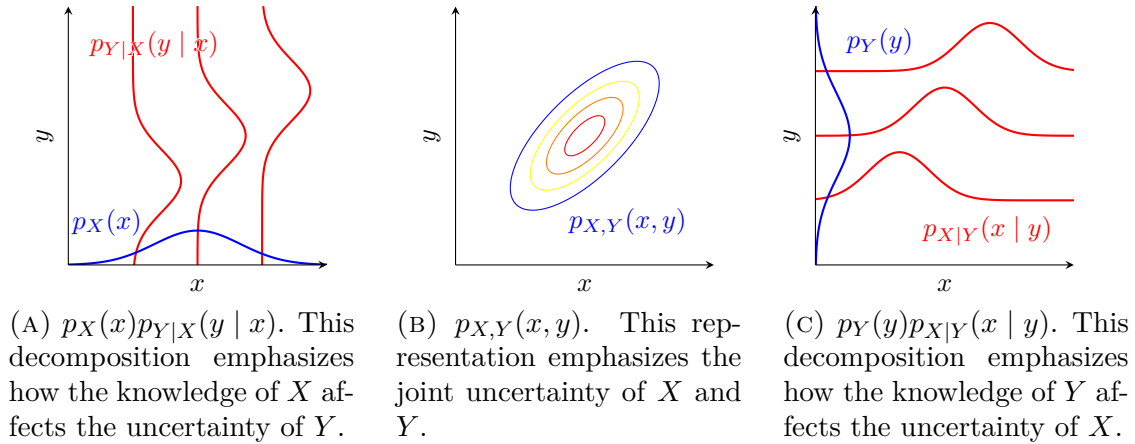 p_{Y|X}(y | x)
y
p_X(x)
x
(A) p_X(x)p_{Y|X}(y | x). This
decomposition emphasizes
how the knowledge of X af-
fects the uncertainty of Y.
y
p_{X,Y}(x, y)
x
(B) p_{X,Y}(x, y). This rep-
resentation emphasizes the
joint uncertainty of X and
Y.
p_Y(y)
y
p_{X|Y}(x | y)
x
(C) p_Y(y)p_{X|Y}(x | y). This
decomposition emphasizes
how the knowledge of Y af-
fects the uncertainty of X.